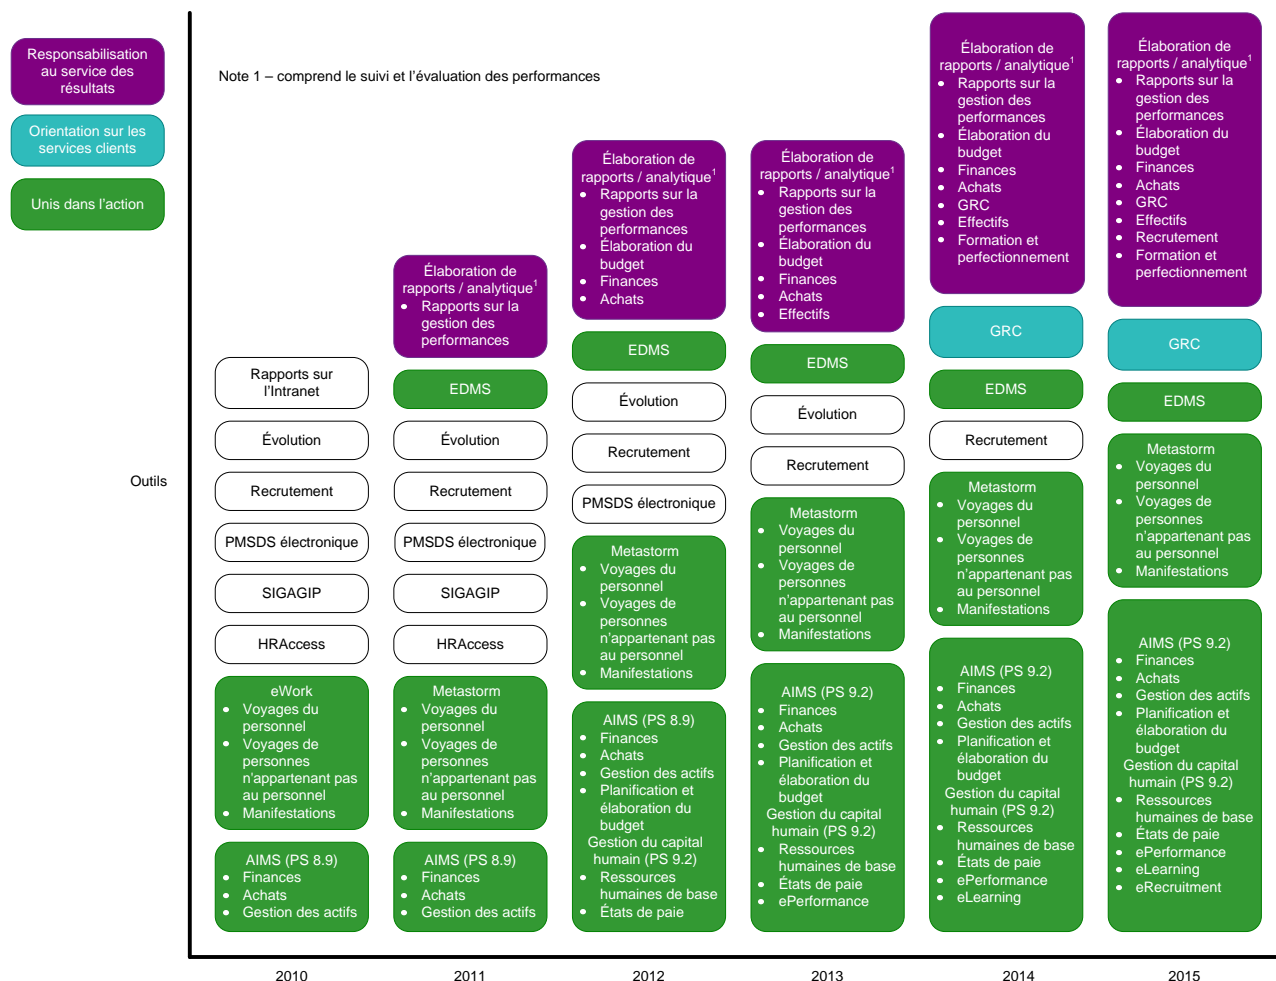 Responsabilisation
au service des
résultats
Orientation sur les
services clients
Unis dans l'action
Note 1 – comprend le suivi et l'évaluation des performances
Outils
Rapports sur
l'Intranet
Évolution
Recrutement
PMSDS électronique
SIGAGIP
HRAccess
eWork
• Voyages du
personnel
• Voyages de
personnes
n'appartenant pas
au personnel
• Manifestations
AIMS (PS 8.9)
• Finances
• Achats
• Gestion des actifs
2010
Élaboration de
rapports / analytique1
• Rapports sur la
gestion des
performances
EDMS
Évolution
Recrutement
PMSDS électronique
SIGAGIP
HRAccess
Metastorm
• Voyages du
personnel
• Voyages de
personnes
n'appartenant pas
au personnel
• Manifestations
AIMS (PS 8.9)
• Finances
• Achats
• Gestion des actifs
2011
Élaboration de
rapports / analytique1
• Rapports sur la
gestion des
performances
• Élaboration du
budget
• Finances
• Achats
EDMS
Évolution
Recrutement
PMSDS électronique
Metastorm
• Voyages du
personnel
• Voyages de
personnes
n'appartenant pas
au personnel
• Manifestations
AIMS (PS 8.9)
• Finances
• Achats
• Gestion des actifs
• Planification et
élaboration du
budget
Gestion du capital
humain (PS 9.2)
• Ressources
humaines de base
• États de paie
2012
Élaboration de
rapports / analytique1
• Rapports sur la
gestion des
performances
• Élaboration du
budget
• Finances
• Achats
• Effectifs
EDMS
Évolution
Recrutement
Metastorm
• Voyages du
personnel
• Voyages de
personnes
n'appartenant pas
au personnel
• Manifestations
AIMS (PS 9.2)
• Finances
• Achats
• Gestion des actifs
• Planification et
élaboration du
budget
Gestion du capital
humain (PS 9.2)
• Ressources
humaines de base
• États de paie
• ePerformance
2013
Élaboration de
rapports / analytique1
• Rapports sur la
gestion des
performances
• Élaboration du
budget
• Finances
• Achats
• GRC
• Effectifs
• Formation et
perfectionnement
GRC
EDMS
Recrutement
Metastorm
• Voyages du
personnel
• Voyages de
personnes
n'appartenant pas
au personnel
• Manifestations
AIMS (PS 9.2)
• Finances
• Achats
• Gestion des actifs
• Planification et
élaboration du
budget
Gestion du capital
humain (PS 9.2)
• Ressources
humaines de base
• États de paie
• ePerformance
• eLearning
2014
Élaboration de
rapports / analytique1
• Rapports sur la
gestion des
performances
• Élaboration du
budget
• Finances
• Achats
• GRC
• Effectifs
• Recrutement
• Formation et
perfectionnement
GRC
EDMS
Metastorm
• Voyages du
personnel
• Voyages de
personnes
n'appartenant pas
au personnel
• Manifestations
AIMS (PS 9.2)
• Finances
• Achats
• Gestion des actifs
• Planification et
élaboration du
budget
Gestion du capital
humain (PS 9.2)
• Ressources
humaines de base
• États de paie
• ePerformance
• eLearning
• eRecruitment
2015